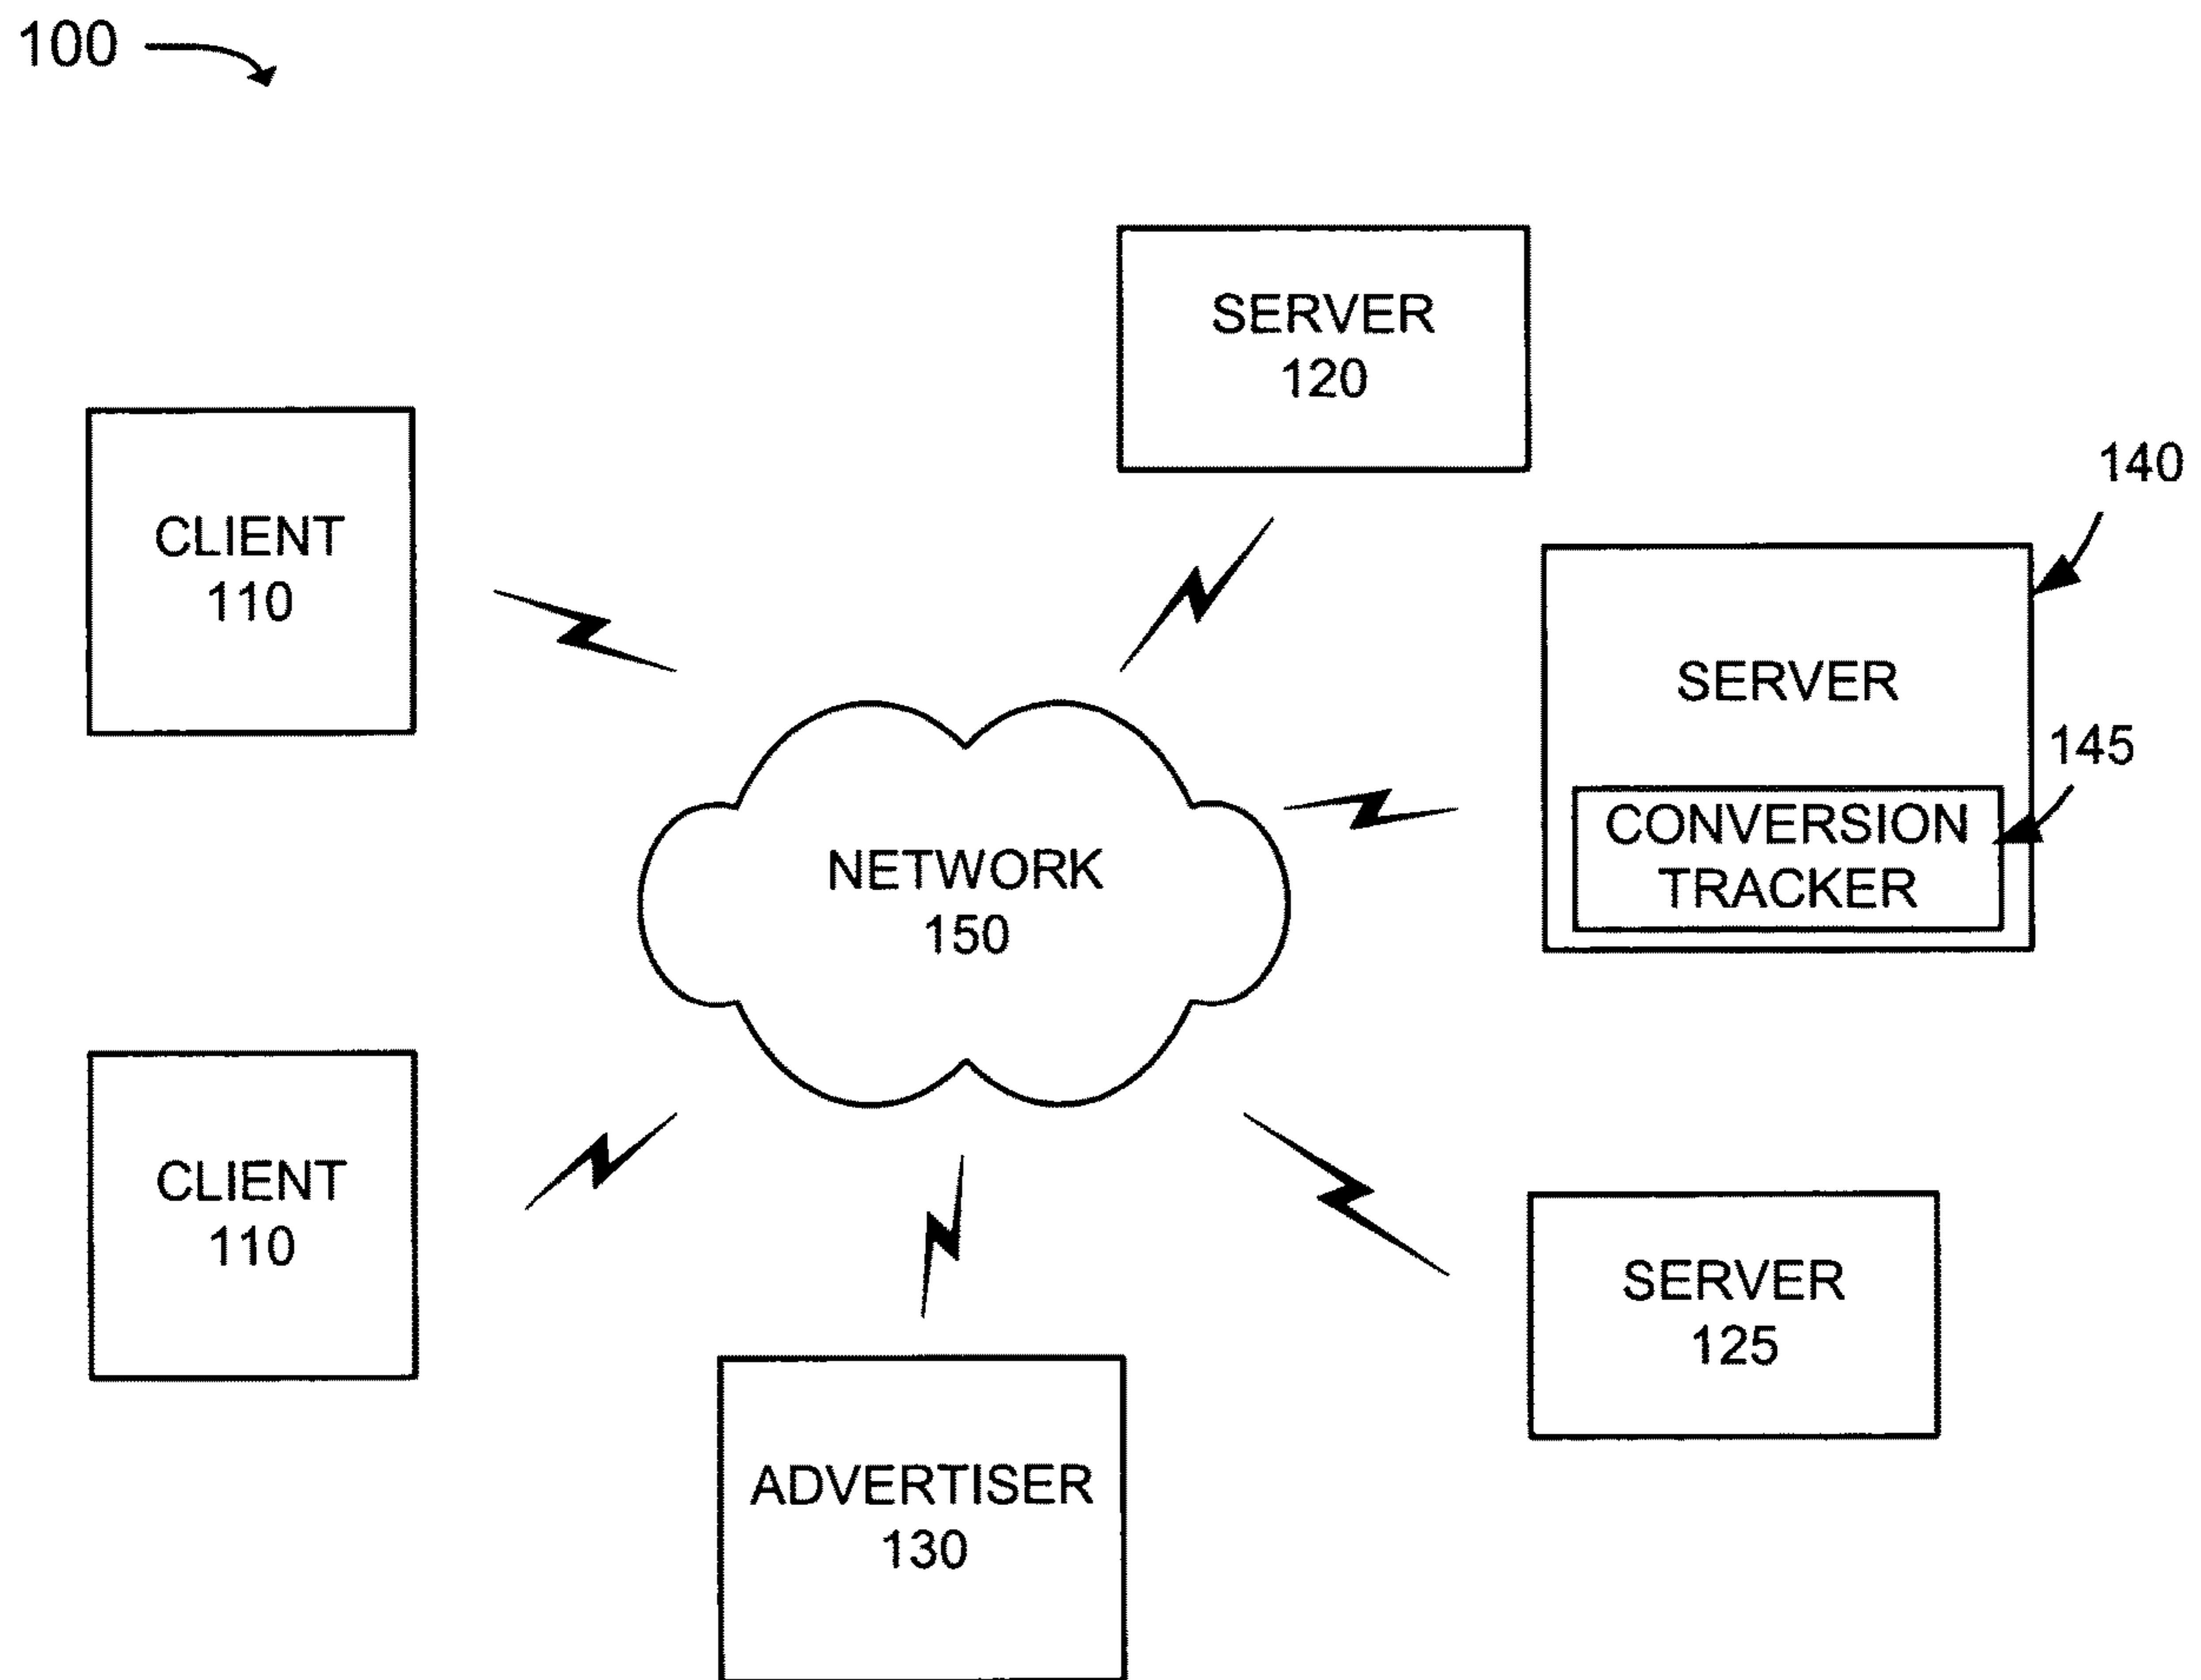 100
SERVER
120
140
CLIENT
110
SERVER
145
CONVERSION
TRACKER
NETWORK
150
CLIENT
110
SERVER
125
ADVERTISER
130